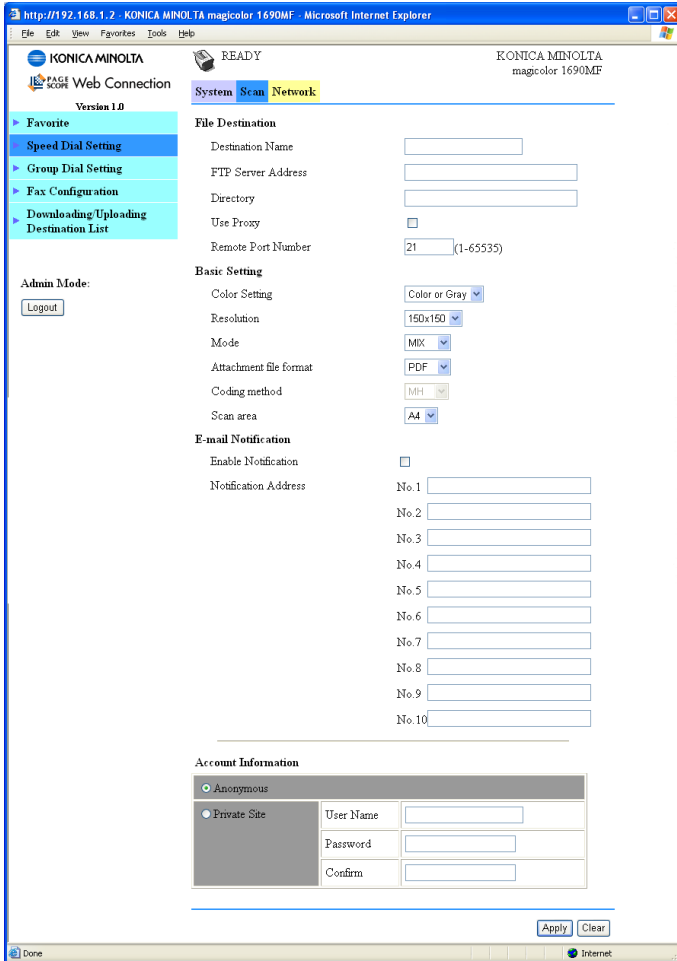 http://192.168.1.2 - KONICA MINOLTA magicolor 1690MF - Microsoft Internet Explorer
File Edit View Favorites Tools Help
KONICA MINOLTA
PAGE SCOPE Web Connection
Version 1.0
READY
KONICA MINOLTA
magicolor 1690MF
System Scan Network
Favorite
Speed Dial Setting
Group Dial Setting
Fax Configuration
Downloading/Uploading
Destination List
Admin Mode:
Logout
File Destination
Destination Name
FTP Server Address
Directory
Use Proxy
Remote Port Number 21 (1-65535)
Basic Setting
Color Setting Color or Gray
Resolution 150x150
Mode MIX
Attachment file format PDF
Coding method MH
Scan area A4
E-mail Notification
Enable Notification
Notification Address No.1
No.2
No.3
No.4
No.5
No.6
No.7
No.8
No.9
No.10
Account Information
Anonymous
Private Site User Name
Password
Confirm
Apply Clear
Done Internet